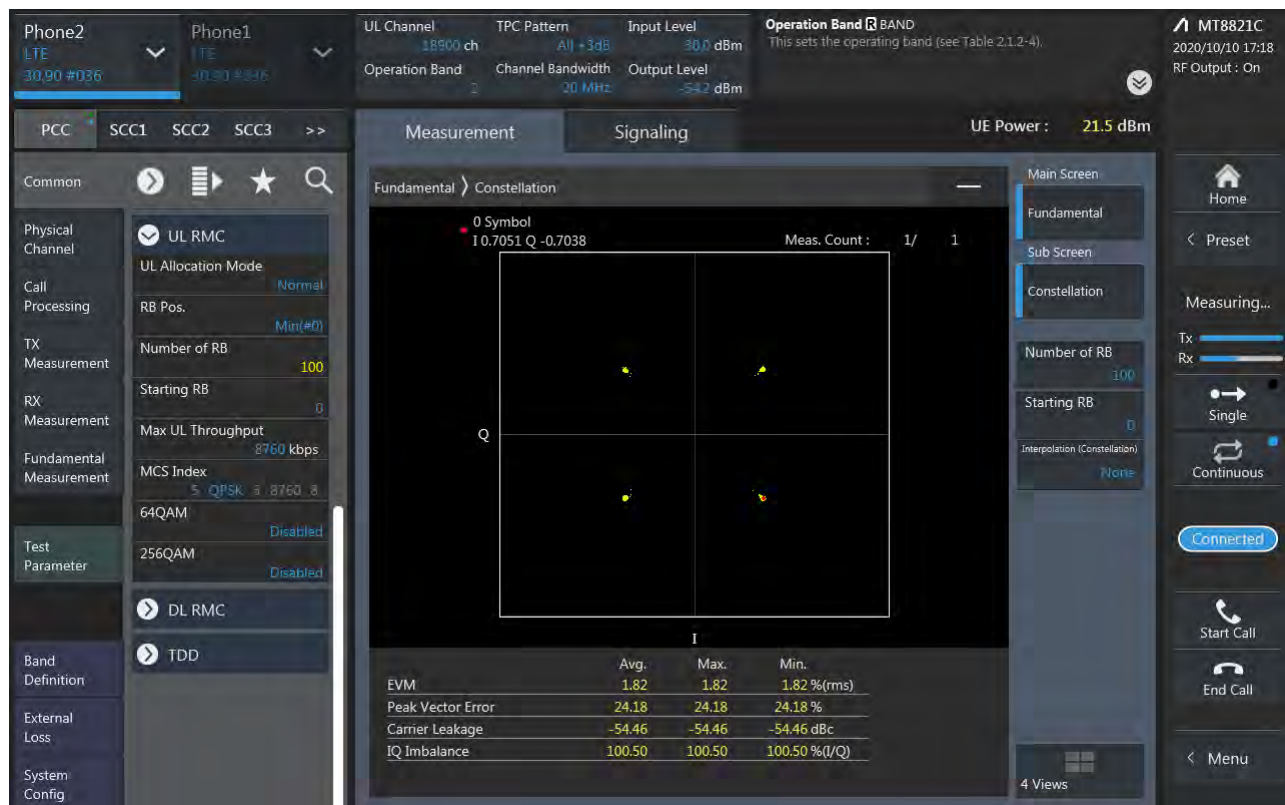 Phone2
LTE
30.90 #036
Phone1
LTE
30.90 #036
UL Channel
18900 ch
Operation Band
2
TPC Pattern
All +3dB
Channel Bandwidth
20 MHz
Input Level
30.0 dBm
Output Level
-54.2 dBm
Operation Band R BAND
This sets the operating band (see Table 2.1.2-4).
MT8821C
2020/10/10 17:18
RF Output : On
PCC SCC1 SCC2 SCC3 >>
Measurement Signaling
UE Power : 21.5 dBm
Common
Physical
Channel
Call
Processing
TX
Measurement
RX
Measurement
Fundamental
Measurement
Test
Parameter
Band
Definition
External
Loss
System
Config
UL RMC
UL Allocation Mode
Normal
RB Pos.
Min(#0)
Number of RB
100
Starting RB
0
Max UL Throughput
8760 kbps
MCS Index
5 QPSK 8760 8
64QAM
Disabled
256QAM
Disabled
DL RMC
TDD
Fundamental Constellation
0 Symbol
I 0.7051 Q -0.7038
Meas. Count : 1/ 1
Q
I
Avg. Max. Min.
EVM 1.82 1.82 1.82 %(rms)
Peak Vector Error 24.18 24.18 24.18 %
Carrier Leakage -54.46 -54.46 -54.46 dBc
IQ Imbalance 100.50 100.50 100.50 %(I/Q)
Main Screen
Fundamental
Sub Screen
Constellation
Number of RB
100
Starting RB
0
Interpolation (Constellation)
None
4 Views
Home
< Preset
Measuring...
Tx
Rx
Single
Continuous
Connected
Start Call
End Call
< Menu